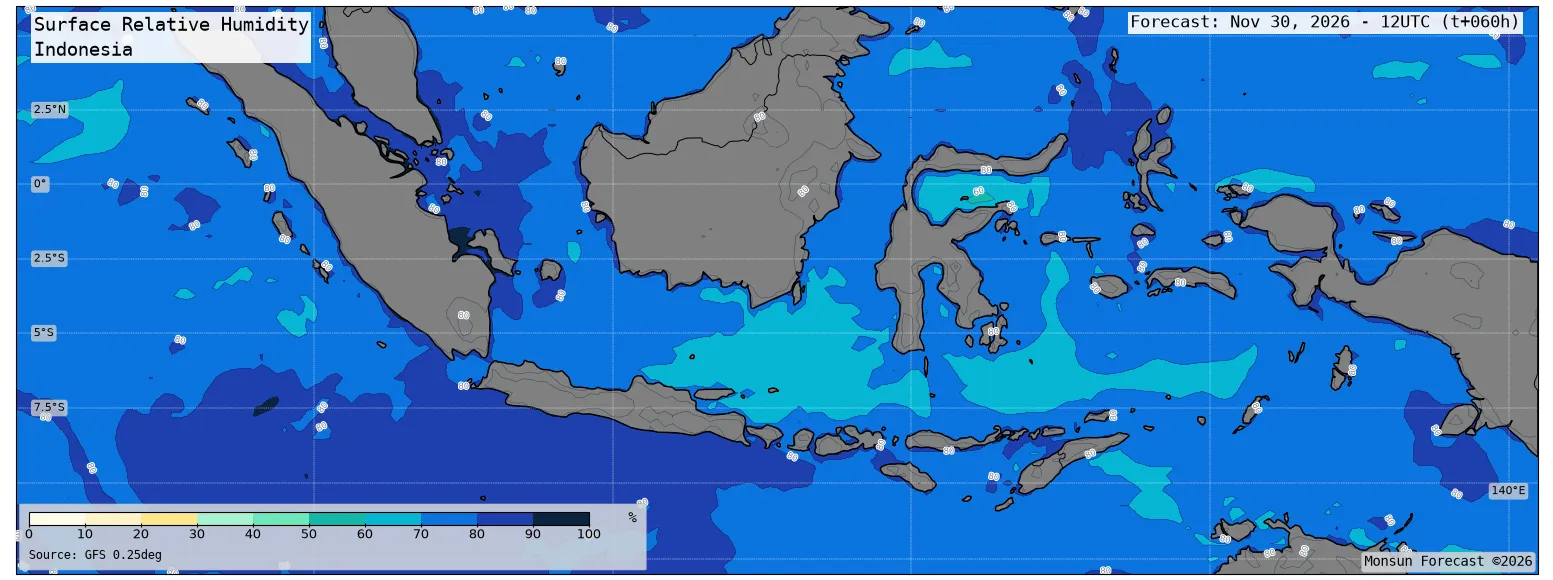 Surface Relative Humidity
Indonesia
Forecast: Nov 30, 2026 - 12UTC (t+060h)
2.5°N
0°
2.5°S
5°S
7.5°S
140°E
80
60
%
0 10 20 30 40 50 60 70 80 90 100
Source: GFS 0.25deg
Monsun Forecast ©2026